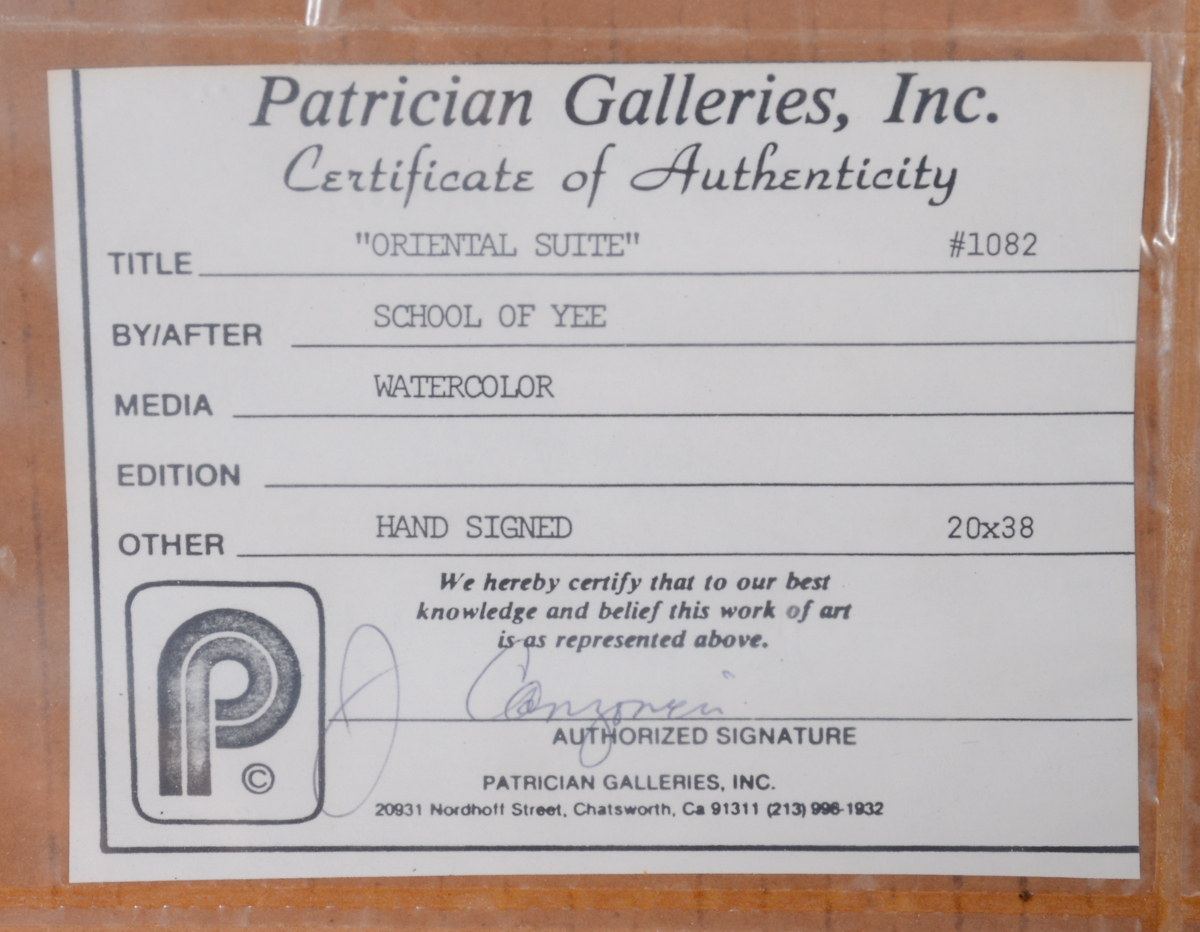 Patrician Galleries, Inc.
Certificate of Authenticity
TITLE "ORIENTAL SUITE" #1082
BY/AFTER SCHOOL OF YEE
MEDIA WATERCOLOR
EDITION
OTHER HAND SIGNED 20x38
We hereby certify that to our best
knowledge and belief this work of art
is as represented above.
AUTHORIZED SIGNATURE
P ©
PATRICIAN GALLERIES, INC.
20931 Nordhoff Street, Chatsworth, Ca 91311 (213) 998-1932